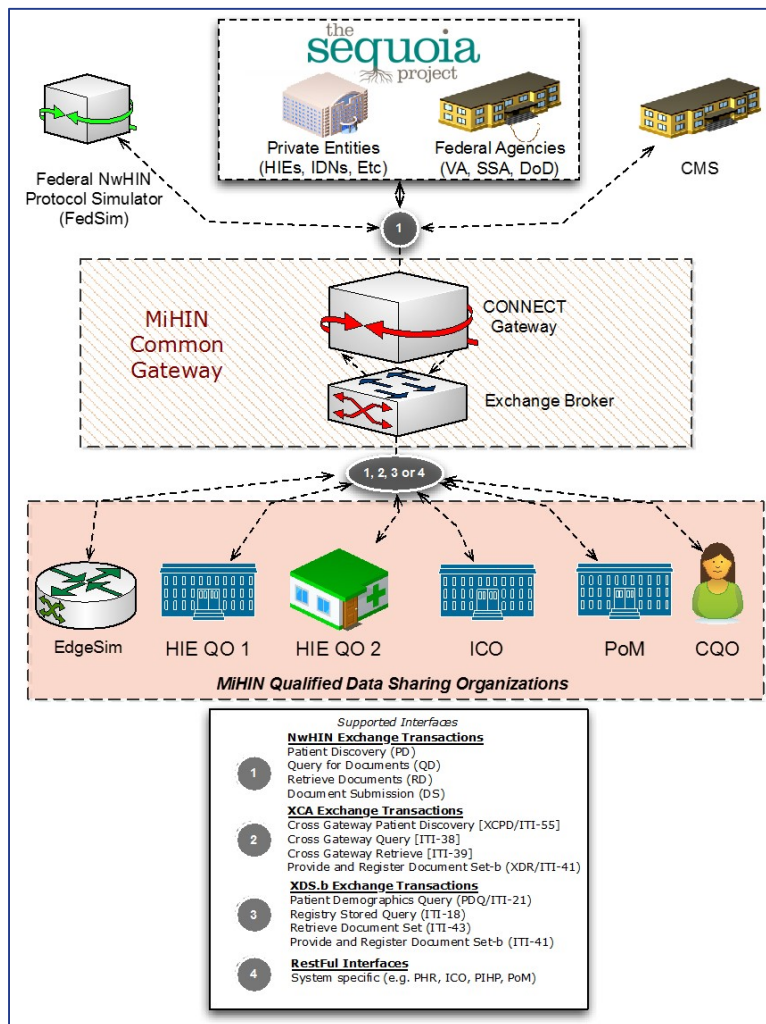 the
sequoia
project
Private Entities
(HIEs, IDNs, Etc)
Federal Agencies
(VA, SSA, DoD)
CMS
Federal NwHIN
Protocol Simulator
(FedSim)
1
MiHIN
Common
Gateway
CONNECT
Gateway
Exchange Broker
1, 2, 3 or 4
EdgeSim
HIE QO 1
HIE QO 2
ICO
PoM
CQO
MiHIN Qualified Data Sharing Organizations
Supported Interfaces
NwHIN Exchange Transactions
1
Patient Discovery (PD)
Query for Documents (QD)
Retrieve Documents (RD)
Document Submission (DS)
XCA Exchange Transactions
2
Cross Gateway Patient Discovery [XCPD/ITI-55]
Cross Gateway Query [ITI-38]
Cross Gateway Retrieve [ITI-39]
Provide and Register Document Set-b (XDR/ITI-41)
XDS.b Exchange Transactions
3
Patient Demographics Query (PDQ/ITI-21)
Registry Stored Query (ITI-18)
Retrieve Document Set (ITI-43)
Provide and Register Document Set-b (ITI-41)
4
RestFul Interfaces
System specific (e.g. PHR, ICO, PIHP, PoM)